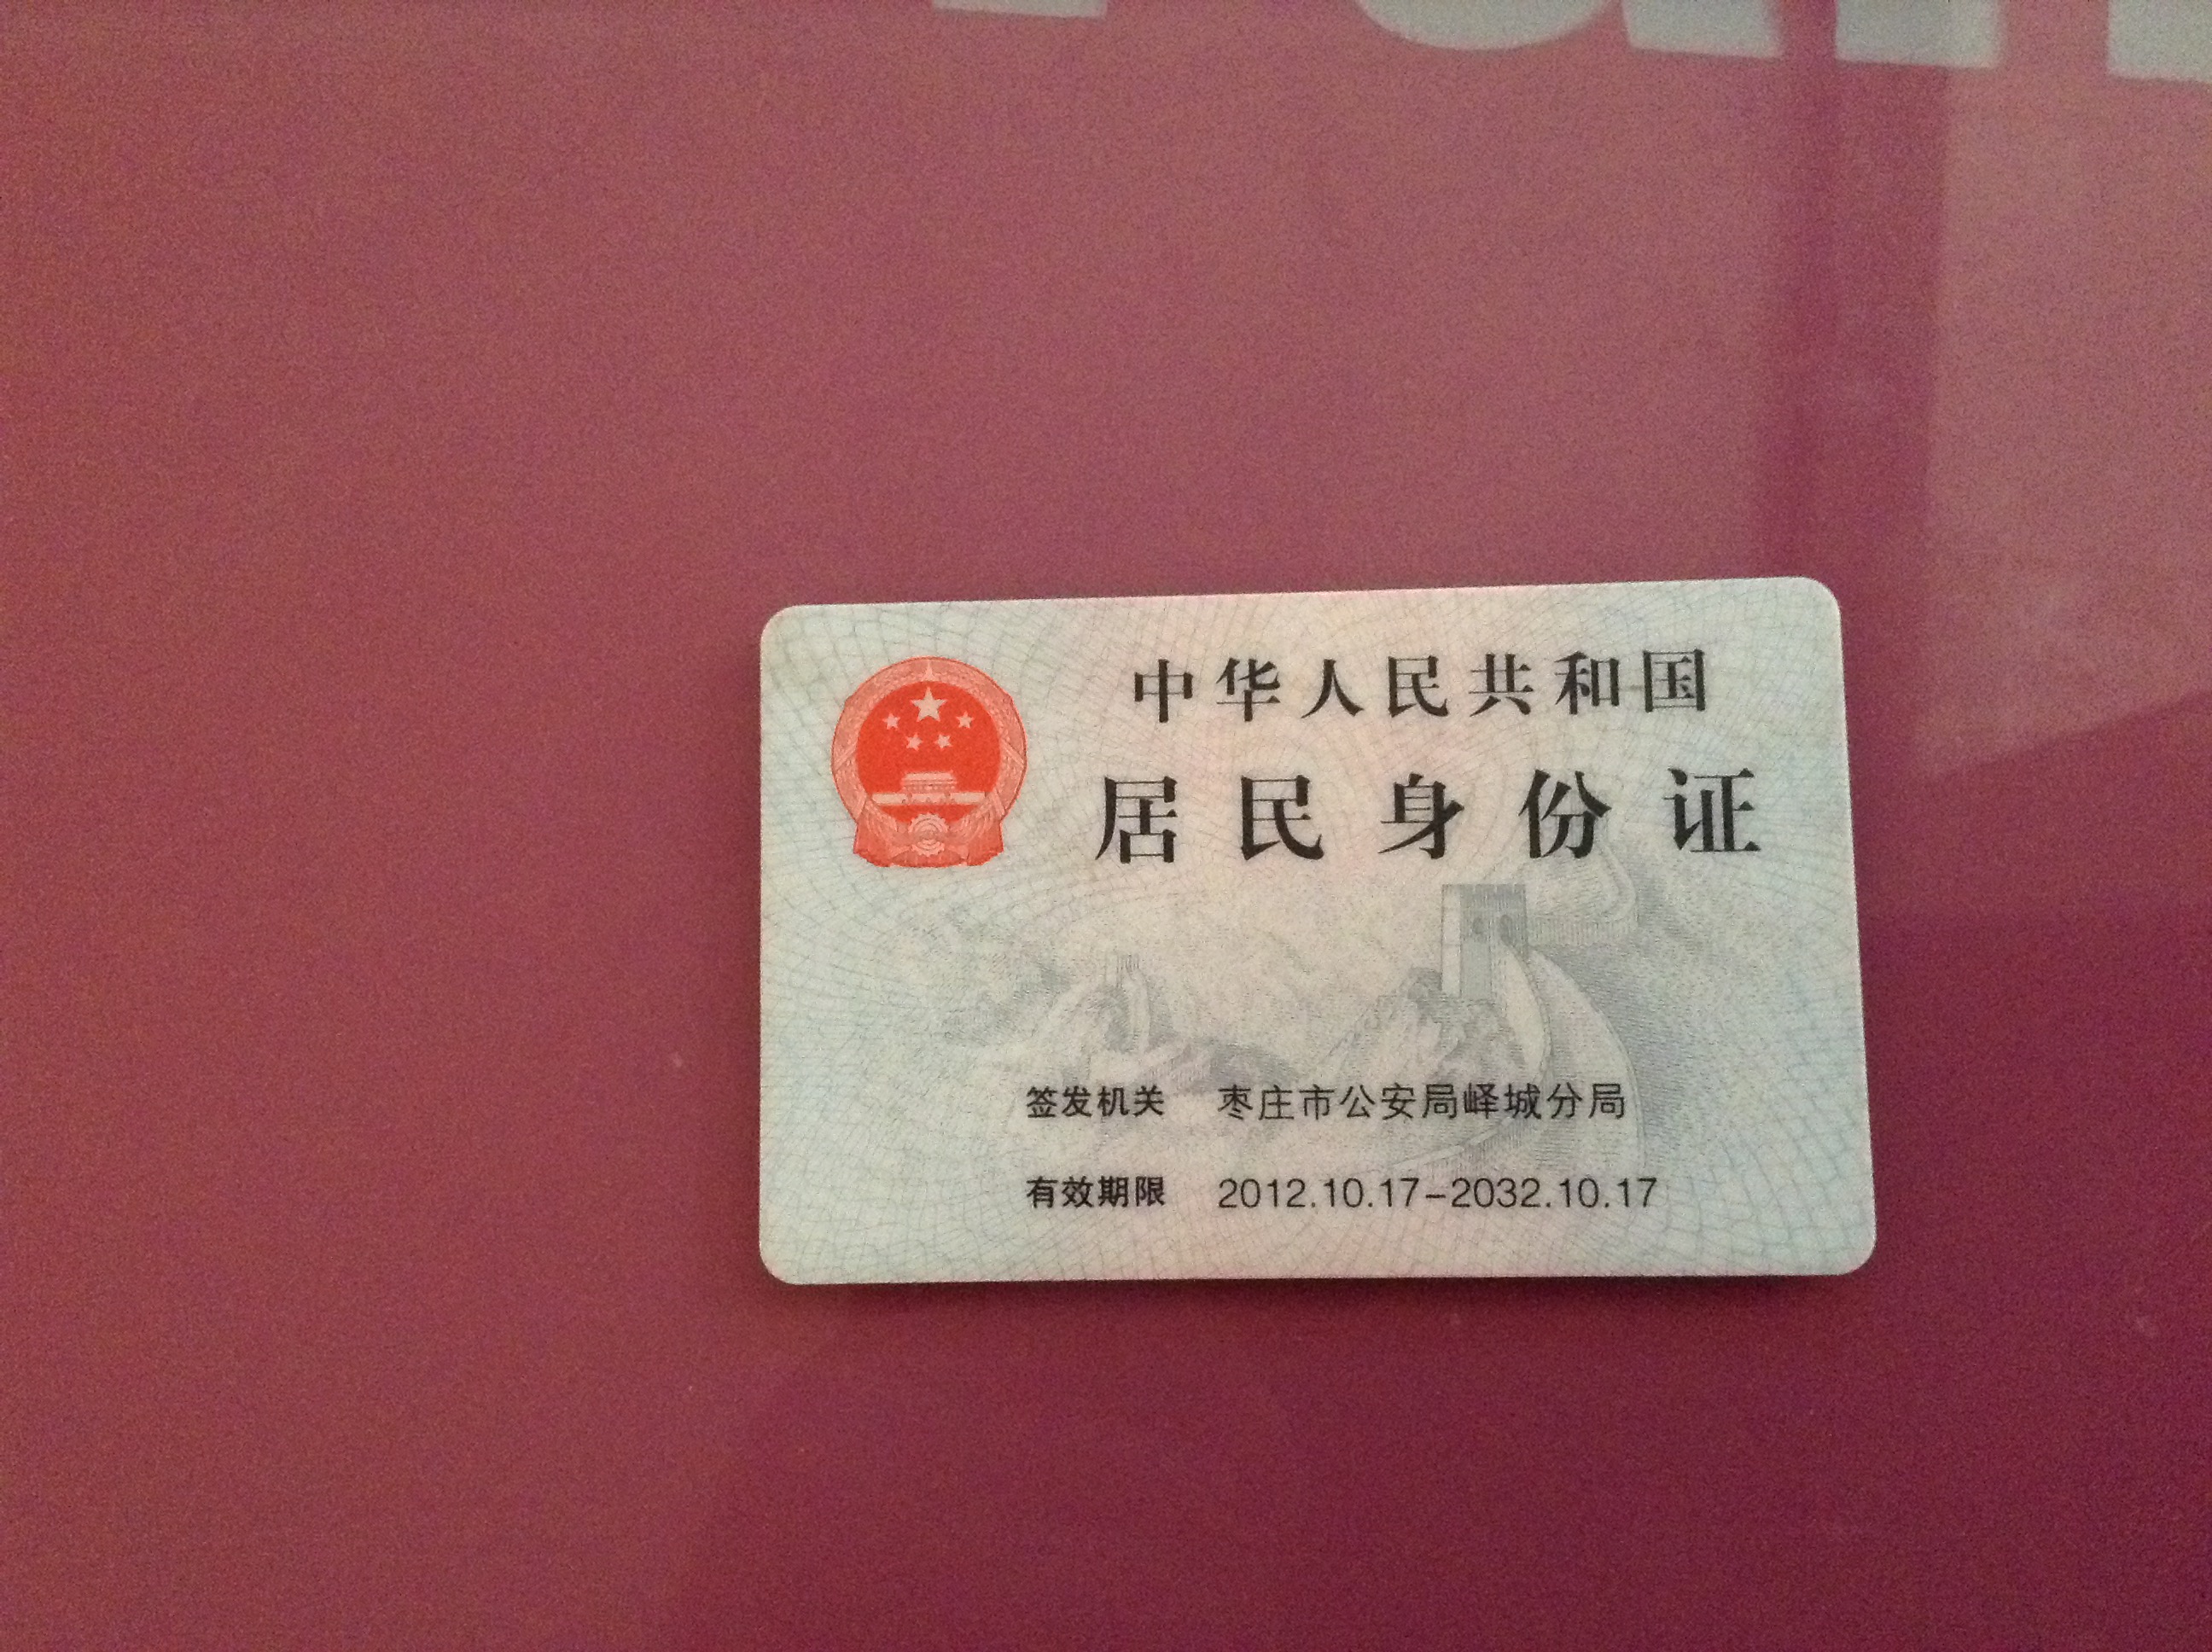 中华人民共和国
居民身份证
签发机关 枣庄市公安局峄城分局
有效期限 2012.10.17-2032.10.17